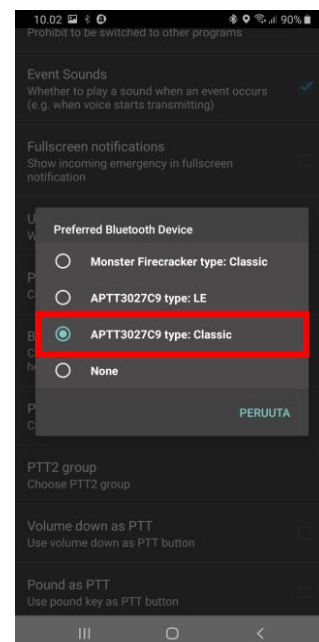 10.02 90%
Prohibit to be switched to other programs
Event Sounds
Whether to play a sound when an event occurs
(e.g. when voice starts transmitting)
Fullscreen notifications
Show incoming emergency in fullscreen
notification
U
W
Preferred Bluetooth Device
Monster Firecracker type: Classic
APTT3027C9 type: LE
APTT3027C9 type: Classic
None
PERUUTA
P
C
B
C
h
P
C
PTT2 group
Choose PTT2 group
Volume down as PTT
Use volume down as PTT button
Pound as PTT
Use pound key as PTT button